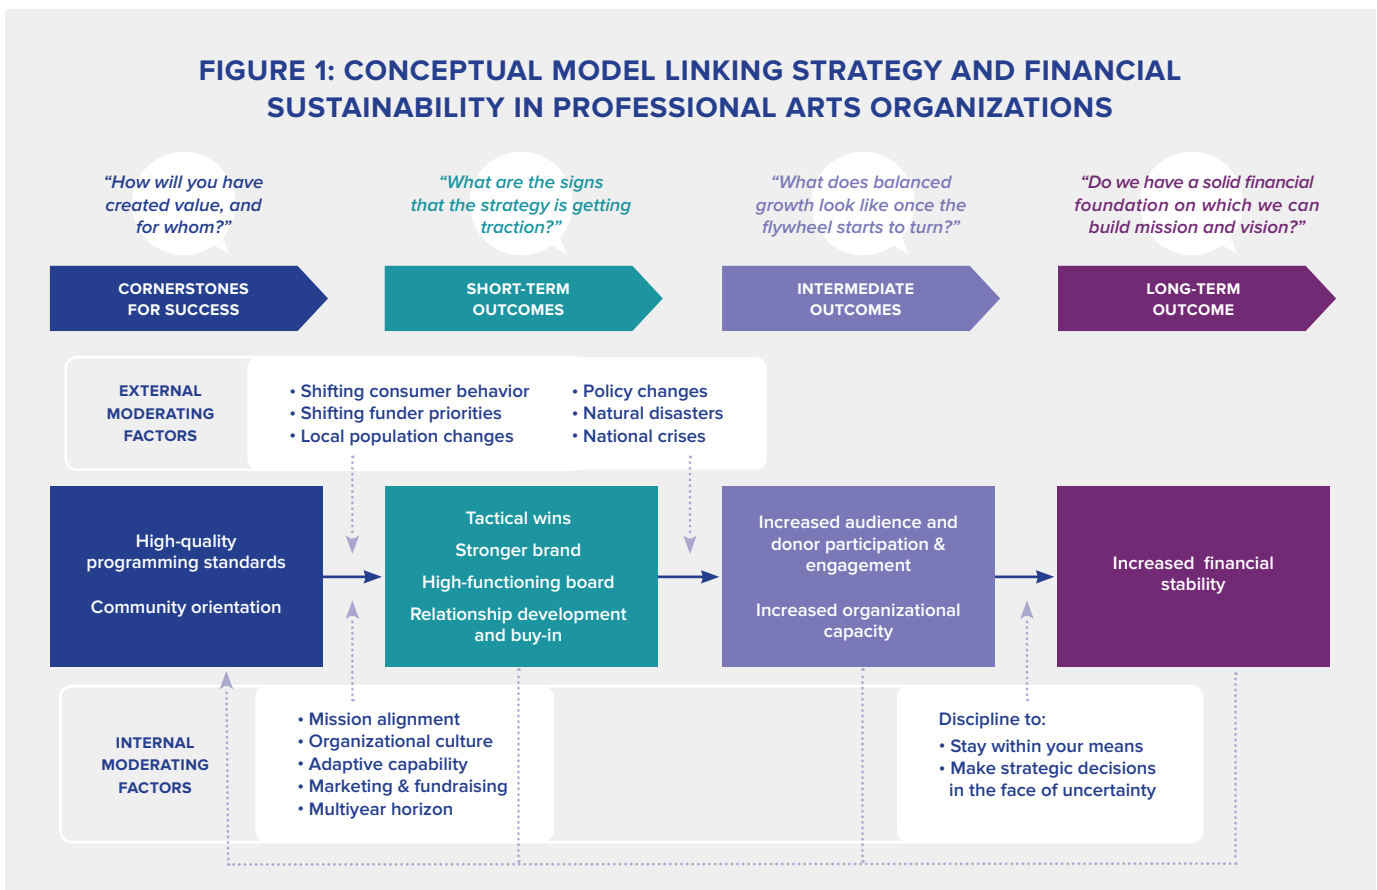 FIGURE 1: CONCEPTUAL MODEL LINKING STRATEGY AND FINANCIAL
SUSTAINABILITY IN PROFESSIONAL ARTS ORGANIZATIONS
“How will you have
created value, and
for whom?”
“What are the signs
that the strategy is getting
traction?”
“What does balanced
growth look like once the
flywheel starts to turn?”
“Do we have a solid financial
foundation on which we can
build mission and vision?”
CORNERSTONES
FOR SUCCESS
SHORT-TERM
OUTCOMES
INTERMEDIATE
OUTCOMES
LONG-TERM
OUTCOME
EXTERNAL
MODERATING
FACTORS
• Shifting consumer behavior
• Shifting funder priorities
• Local population changes
• Policy changes
• Natural disasters
• National crises
High-quality
programming standards
Community orientation
Tactical wins
Stronger brand
High-functioning board
Relationship development
and buy-in
Increased audience and
donor participation &
engagement
Increased organizational
capacity
Increased financial
stability
INTERNAL
MODERATING
FACTORS
• Mission alignment
• Organizational culture
• Adaptive capability
• Marketing & fundraising
• Multiyear horizon
Discipline to:
• Stay within your means
• Make strategic decisions
in the face of uncertainty